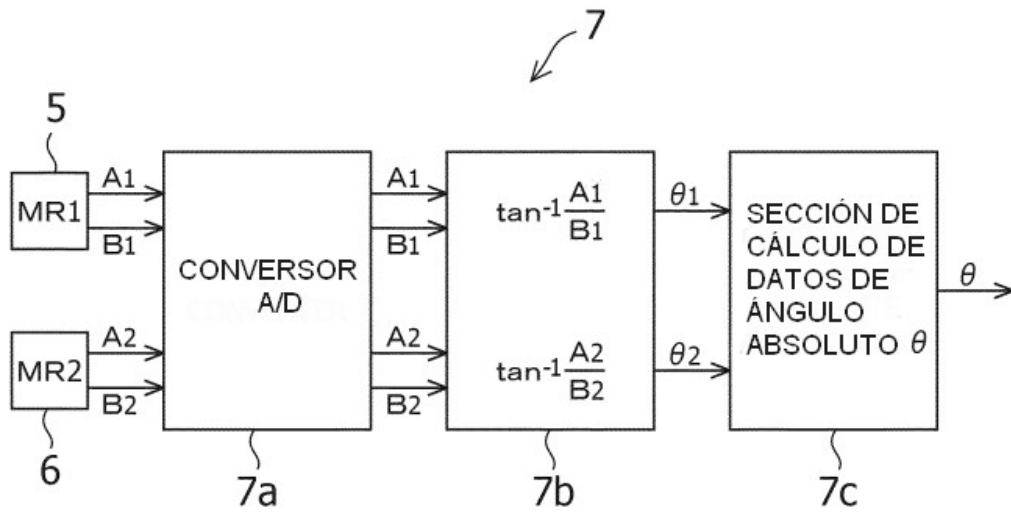 7
5
MR1
A1
B1
MR2
A2
B2
6
CONVERSOR
A/D
7a
A1
B1
A2
B2
tan-1 A1/B1
tan-1 A2/B2
7b
θ1
θ2
SECCIÓN DE
CÁLCULO DE
DATOS DE
ÁNGULO
ABSOLUTO θ
7c
θ